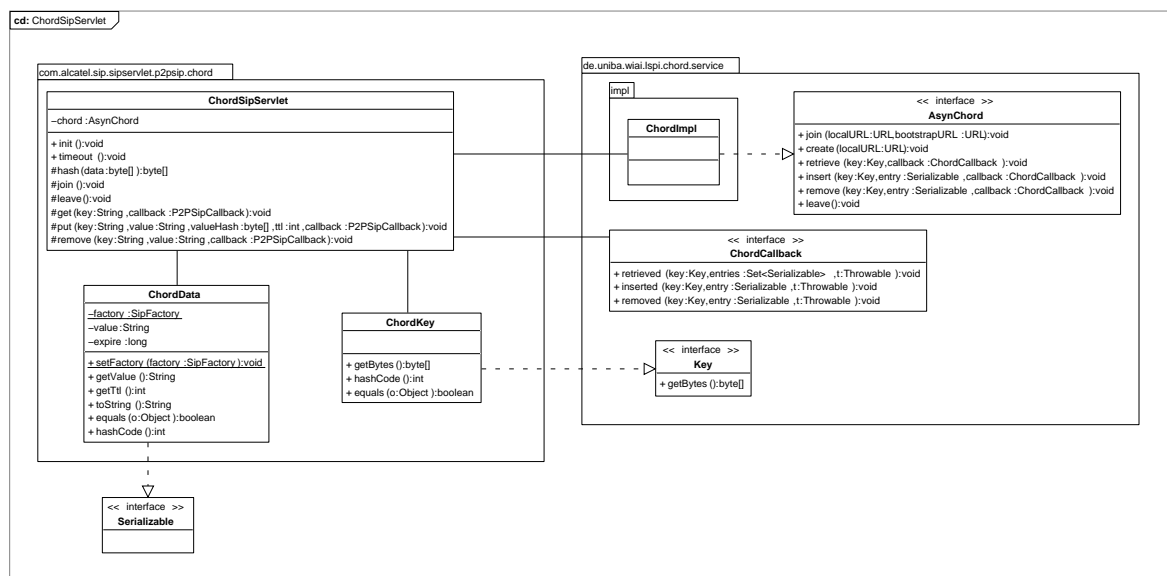 cd: ChordSipServlet
com.alcatel.sip.sipservlet.p2psip.chord
ChordSipServlet
–chord :AsynChord
+ init ():void
+ timeout ():void
#hash(data:byte[] ):byte[]
#join ():void
#leave():void
#get (key:String ,callback :P2PSipCallback):void
#put (key:String ,value:String ,valueHash :byte[] ,ttl :int ,callback :P2PSipCallback):void
#remove (key:String ,value:String ,callback :P2PSipCallback):void
ChordData
–factory :SipFactory
–value :String
–expire :long
+ setFactory (factory :SipFactory ):void
+ getValue ():String
+ getTtl ():int
+ toString ():String
+ equals (o:Object ):boolean
+ hashCode ():int
ChordKey
+ getBytes ():byte[]
+ hashCode ():int
+ equals (o:Object ):boolean
<< interface >>
Serializable
de.uniba.wiai.lspi.chord.service
impl
ChordImpl
<< interface >>
AsynChord
+ join (localURL:URL,bootstrapURL :URL):void
+ create (localURL:URL):void
+ retrieve (key:Key,callback :ChordCallback ):void
+ insert (key:Key,entry :Serializable ,callback :ChordCallback ):void
+ remove (key:Key,entry :Serializable ,callback :ChordCallback ):void
+ leave():void
<< interface >>
ChordCallback
+ retrieved (key:Key,entries :Set<Serializable> ,t:Throwable ):void
+ inserted (key:Key,entry :Serializable ,t:Throwable ):void
+ removed (key:Key,entry :Serializable ,t:Throwable ):void
<< interface >>
Key
+ getBytes ():byte[]